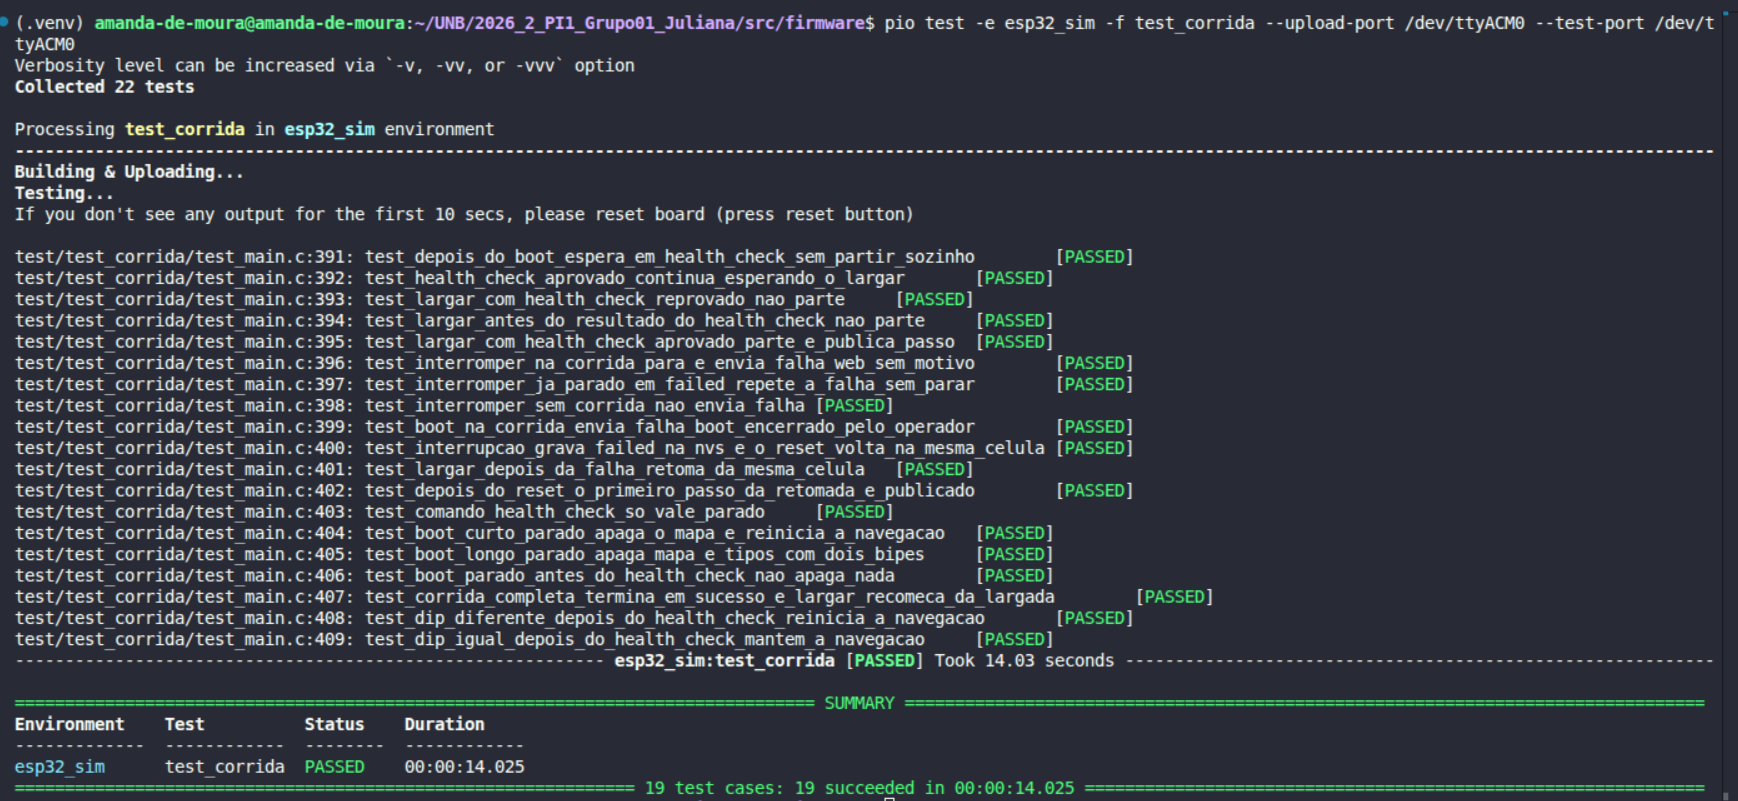 (.venv) amanda-de-moura@amanda-de-moura:~/UNB/2026_2_PI1_Grupo01_Juliana/src/firmware$ pio test -e esp32_sim -f test_corrida --upload-port /dev/ttyACM0 --test-port /dev/t
tyACM0
Verbosity level can be increased via `-v, -vv, or -vvv` option
Collected 22 tests
Processing test_corrida in esp32_sim environment
--------------------------------------------------------------------------------
Building & Uploading...
Testing...
If you don't see any output for the first 10 secs, please reset board (press reset button)
test/test_corrida/test_main.c:391: test_depois_do_boot_espera_em_health_check_sem_partir_sozinho [PASSED]
test/test_corrida/test_main.c:392: test_health_check_aprovado_continua_esperando_o_largar [PASSED]
test/test_corrida/test_main.c:393: test_largar_com_health_check_reprovado_nao_parte [PASSED]
test/test_corrida/test_main.c:394: test_largar_antes_do_resultado_do_health_check_nao_parte [PASSED]
test/test_corrida/test_main.c:395: test_largar_com_health_check_aprovado_parte_e_publica_passo [PASSED]
test/test_corrida/test_main.c:396: test_interromper_na_corrida_para_e_envia_falha_web_sem_motivo [PASSED]
test/test_corrida/test_main.c:397: test_interromper_ja_parado_em_failed_repete_a_falha_sem_parar [PASSED]
test/test_corrida/test_main.c:398: test_interromper_sem_corrida_nao_envia_falha [PASSED]
test/test_corrida/test_main.c:399: test_boot_na_corrida_envia_falha_boot_encerrado_pelo_operador [PASSED]
test/test_corrida/test_main.c:400: test_interrupcao_grava_failed_na_nvs_e_o_reset_volta_na_mesma_celula [PASSED]
test/test_corrida/test_main.c:401: test_largar_depois_da_falha_retoma_da_mesma_celula [PASSED]
test/test_corrida/test_main.c:402: test_depois_do_reset_o_primeiro_passo_da_retomada_e_publicado [PASSED]
test/test_corrida/test_main.c:403: test_comando_health_check_so_vale_parado [PASSED]
test/test_corrida/test_main.c:404: test_boot_curto_parado_apaga_o_mapa_e_reinicia_a_navegacao [PASSED]
test/test_corrida/test_main.c:405: test_boot_longo_parado_apaga_mapa_e_tipos_com_dois_bipes [PASSED]
test/test_corrida/test_main.c:406: test_boot_parado_antes_do_health_check_nao_apaga_nada [PASSED]
test/test_corrida/test_main.c:407: test_corrida_completa_termina_em_sucesso_e_largar_recomeca_da_largada [PASSED]
test/test_corrida/test_main.c:408: test_dip_diferente_depois_do_health_check_reinicia_a_navegacao [PASSED]
test/test_corrida/test_main.c:409: test_dip_igual_depois_do_health_check_mantem_a_navegacao [PASSED]
----------------------------------------------------------- esp32_sim:test_corrida [PASSED] Took 14.03 seconds -----------------------------------------------------------
================================================================================ SUMMARY ================================================================================
Environment Test Status Duration
------------- ------------ -------- ------------
esp32_sim test_corrida PASSED 00:00:14.025
============================================================== 19 test cases: 19 succeeded in 00:00:14.025 ==============================================================